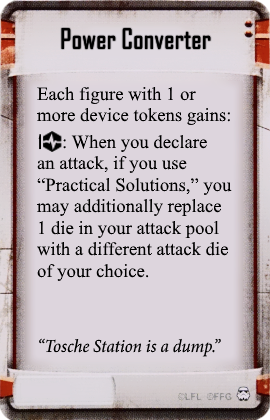 Power Converter
Each figure with 1 or
more device tokens gains:
: When you declare
an attack, if you use
“Practical Solutions,” you
may additionally replace
1 die in your attack pool
with a different attack die
of your choice.
“Tosche Station is a dump.”
©LFL ©FFG